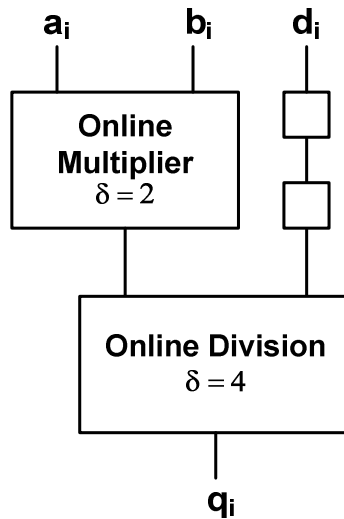 aᵢ bᵢ dᵢ
Online
Multiplier
δ = 2
Online Division
δ = 4
qᵢ